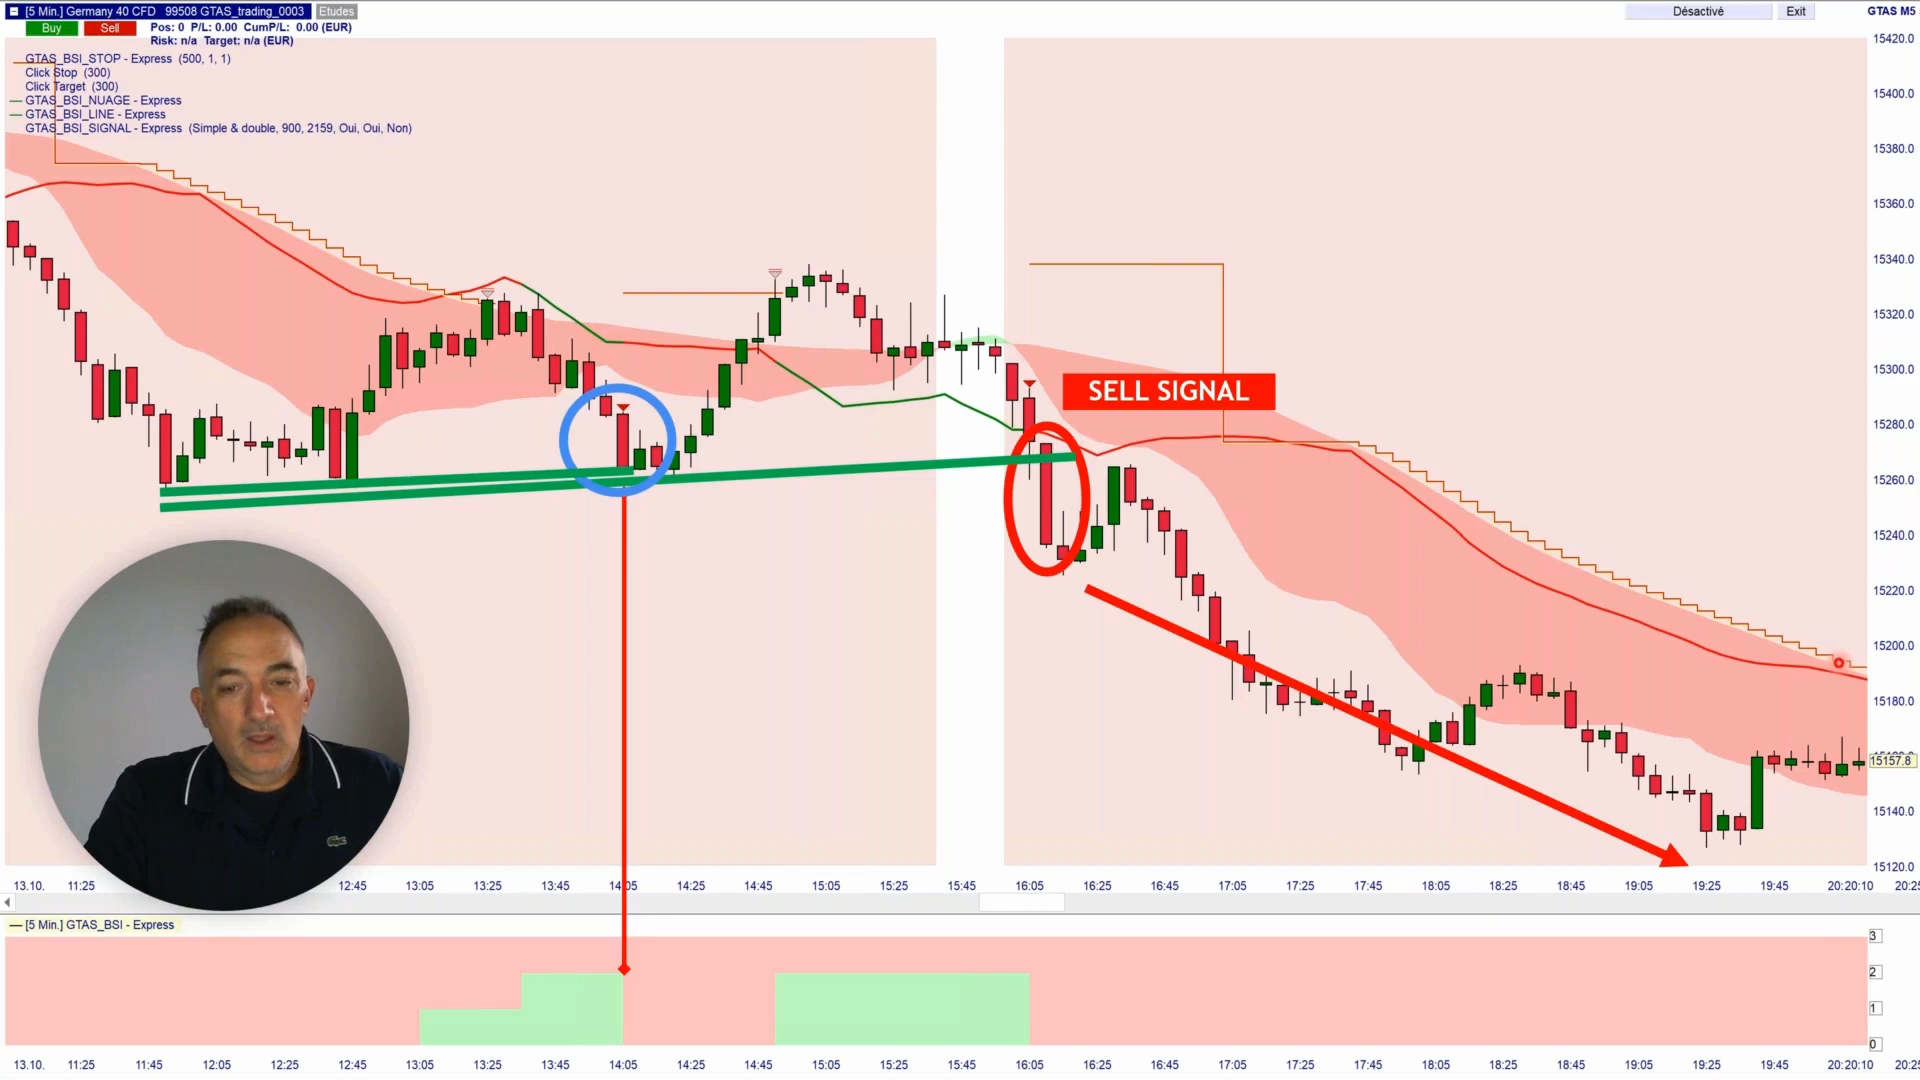 [5 Min.] Germany 40 CFD 99508 GTAS_trading_0003 Etudes Désactivé Exit GTAS M5
Buy Sell Pos: 0 P/L: 0.00 CumP/L: 0.00 (EUR)
Risk: n/a Target: n/a (EUR)
GTAS_BSI_STOP - Express (500, 1, 1)
Click Stop (300)
Click Target (300)
GTAS_BSI_NUAGE - Express
GTAS_BSI_LINE - Express
GTAS_BSI_SIGNAL - Express (Simple & double, 900, 2159, Oui, Oui, Non)
15420.0
15400.0
15380.0
15360.0
15340.0
15320.0
15300.0
15280.0
15260.0
15240.0
15220.0
15200.0
15180.0
15157.8
15140.0
15120.0
SELL SIGNAL
13.10. 11:25 12:45 13:05 13:25 13:45 14:05 14:25 14:45 15:05 15:25 15:45 16:05 16:25 16:45 17:05 17:25 17:45 18:05 18:25 18:45 19:05 19:25 19:45 20:20:10 20:25
[5 Min.] GTAS_BSI - Express
3
2
1
0
13.10. 11:25 11:45 12:05 12:25 12:45 13:05 13:25 13:45 14:05 14:25 14:45 15:05 15:25 15:45 16:05 16:25 16:45 17:05 17:25 17:45 18:05 18:25 18:45 19:05 19:25 19:45 20:20:10 20:25